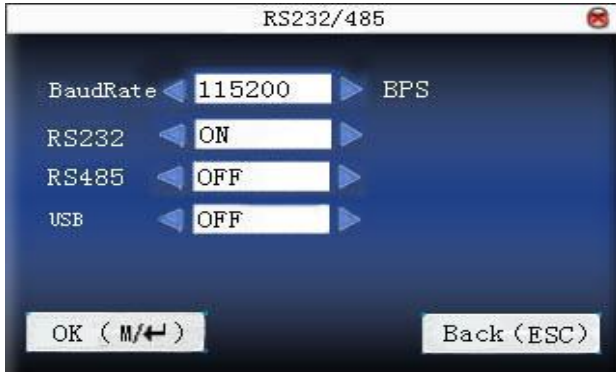 RS232/485
BaudRate 115200 BPS
RS232 ON
RS485 OFF
USB OFF
OK (M/↵) Back(ESC)